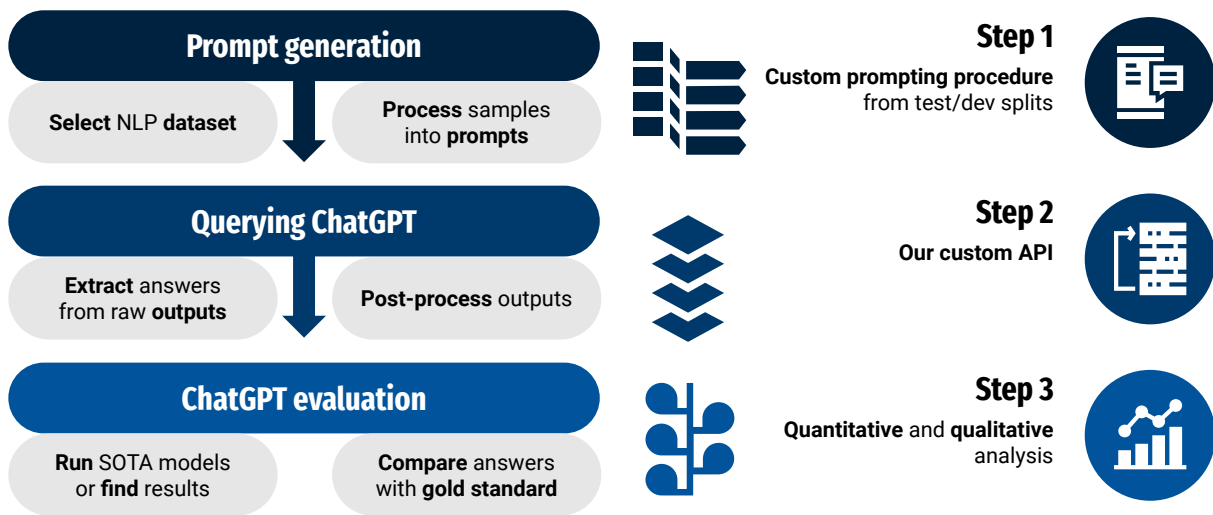 Prompt generation
Select NLP dataset
Process samples
into prompts
Step 1
Custom prompting procedure
from test/dev splits
Querying ChatGPT
Extract answers
from raw outputs
Post-process outputs
Step 2
Our custom API
ChatGPT evaluation
Run SOTA models
or find results
Compare answers
with gold standard
Step 3
Quantitative and qualitative
analysis